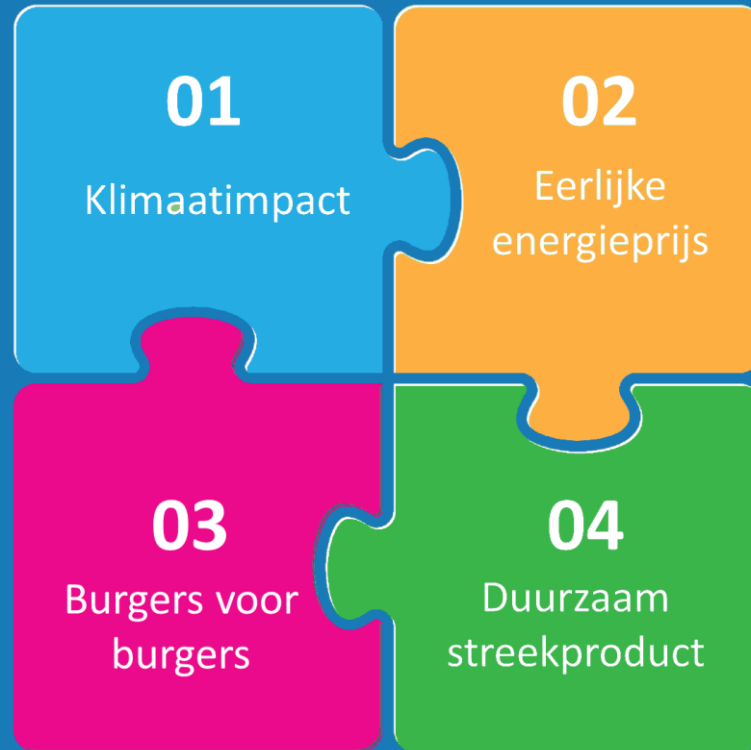 01
Klimaatimpact
02
Eerlijke
energieprijs
03
Burgers voor
burgers
04
Duurzaam
streekproduct